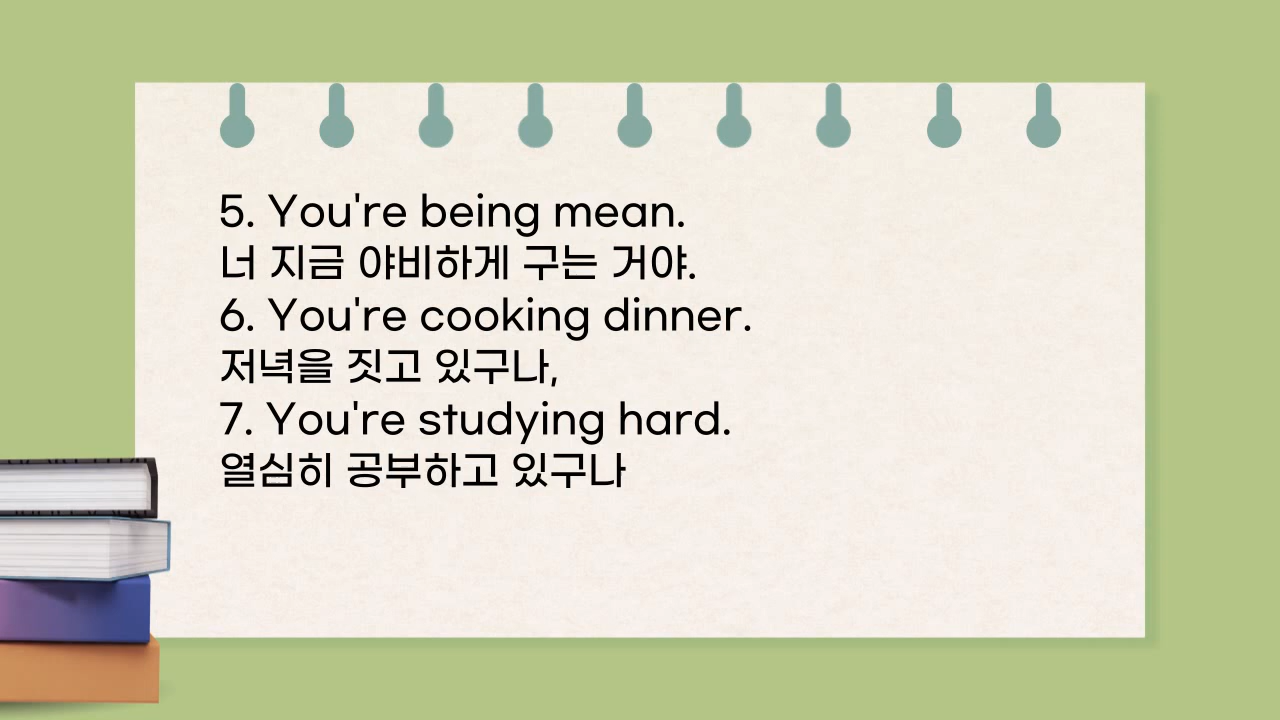 5. You're being mean.
너 지금 야비하게 구는 거야.
6. You're cooking dinner.
저녁을 짓고 있구나,
7. You're studying hard.
열심히 공부하고 있구나